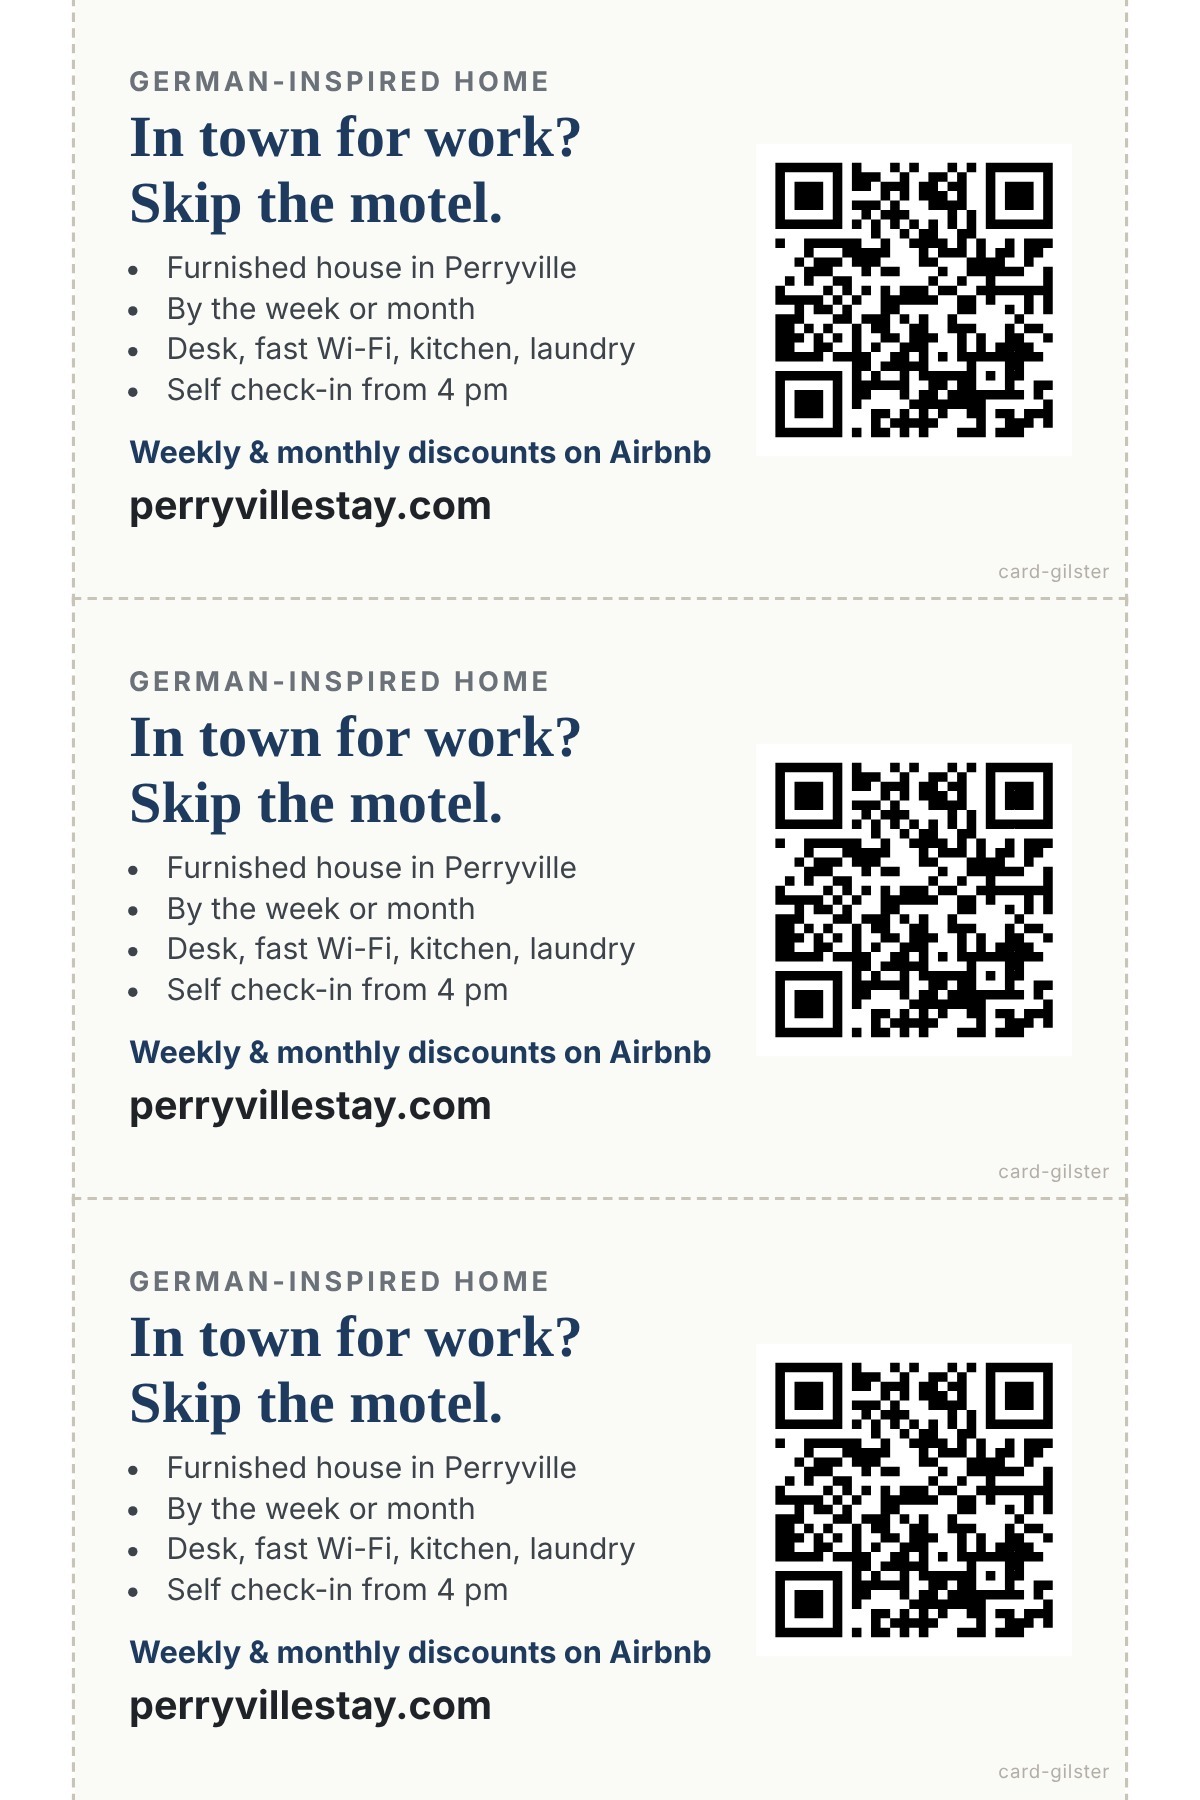 GERMAN-INSPIRED HOME
In town for work?
Skip the motel.
• Furnished house in Perryville
• By the week or month
• Desk, fast Wi-Fi, kitchen, laundry
• Self check-in from 4 pm
Weekly & monthly discounts on Airbnb
perryvillestay.com
card-gilster
GERMAN-INSPIRED HOME
In town for work?
Skip the motel.
• Furnished house in Perryville
• By the week or month
• Desk, fast Wi-Fi, kitchen, laundry
• Self check-in from 4 pm
Weekly & monthly discounts on Airbnb
perryvillestay.com
card-gilster
GERMAN-INSPIRED HOME
In town for work?
Skip the motel.
• Furnished house in Perryville
• By the week or month
• Desk, fast Wi-Fi, kitchen, laundry
• Self check-in from 4 pm
Weekly & monthly discounts on Airbnb
perryvillestay.com
card-gilster